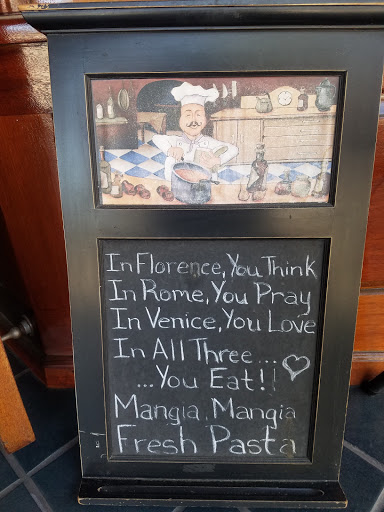 In Florence, You Think
In Rome, You Pray
In Venice, You Love
In All Three...
...You Eat!!
Mangia, Mangia
Fresh Pasta